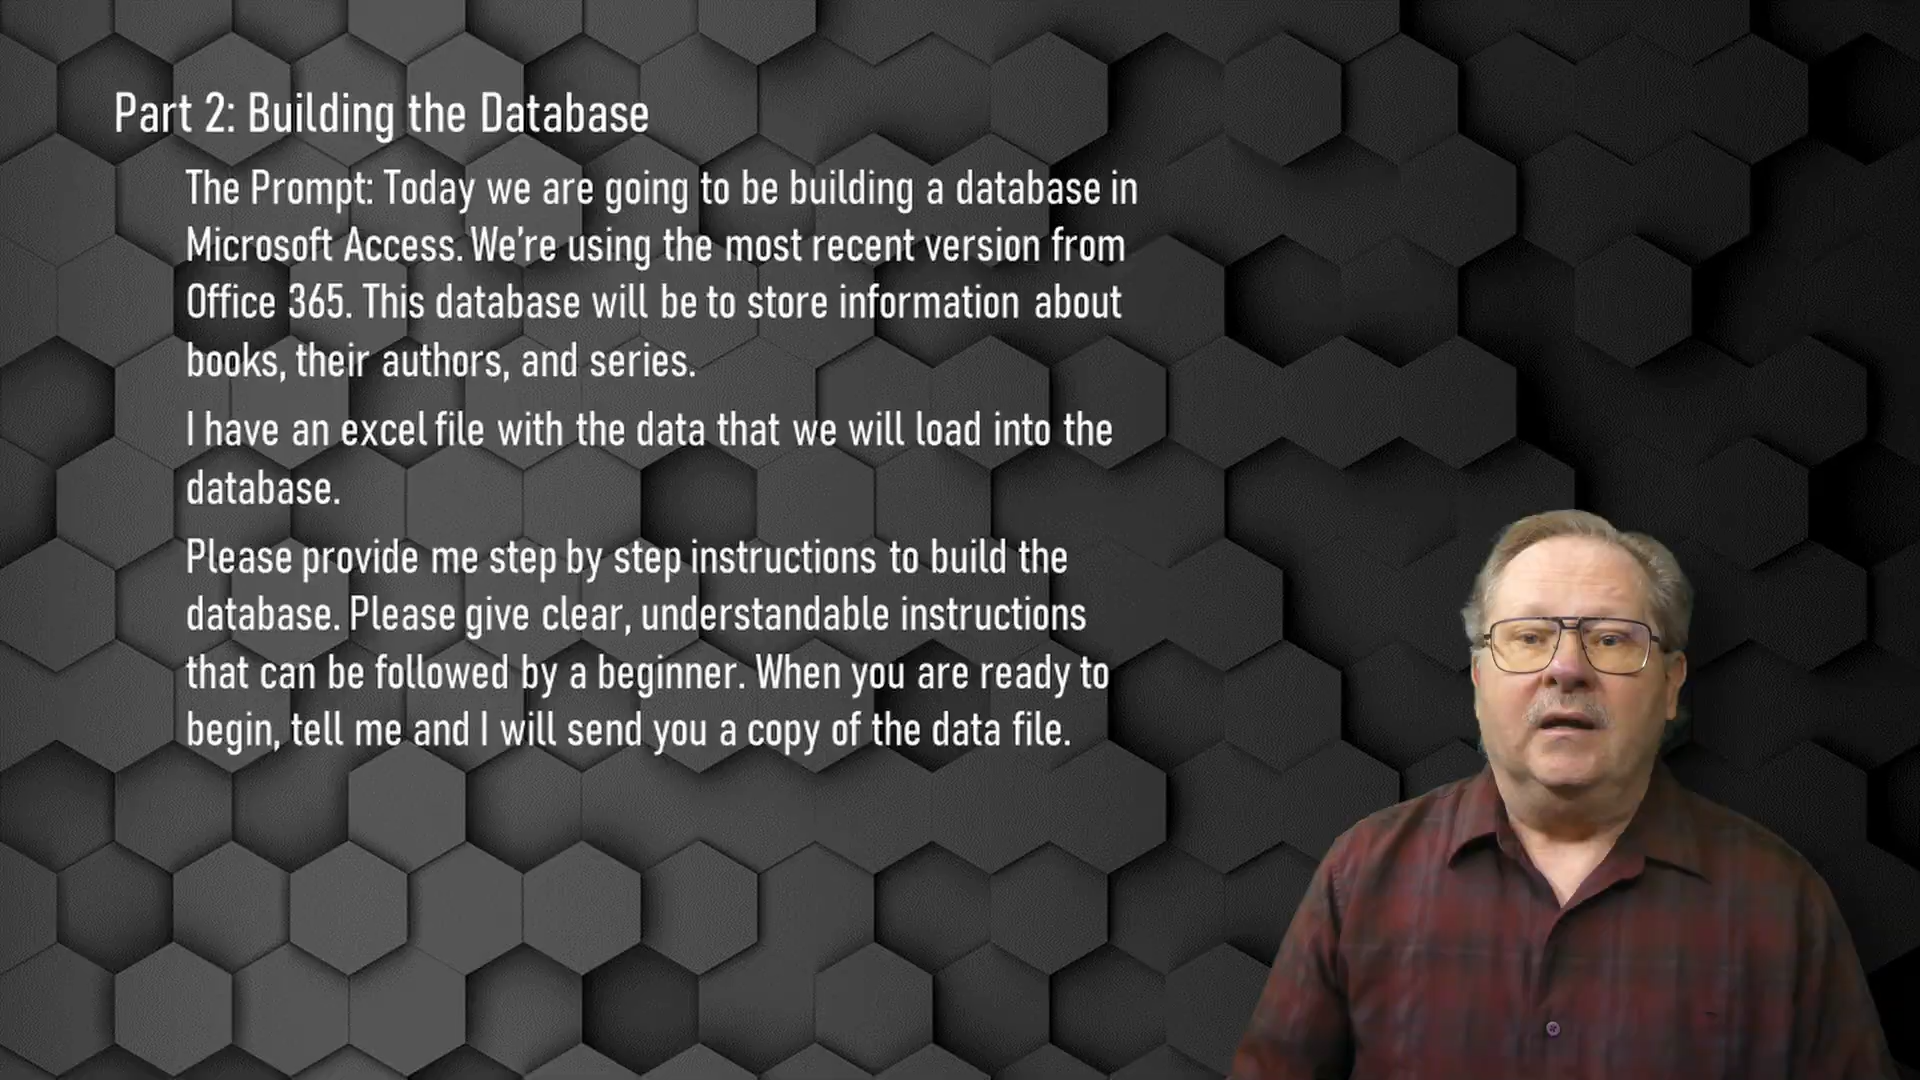 Part 2: Building the Database
The Prompt: Today we are going to be building a database in
Microsoft Access. We’re using the most recent version from
Office 365. This database will be to store information about
books, their authors, and series.
I have an excel file with the data that we will load into the
database.
Please provide me step by step instructions to build the
database. Please give clear, understandable instructions
that can be followed by a beginner. When you are ready to
begin, tell me and I will send you a copy of the data file.